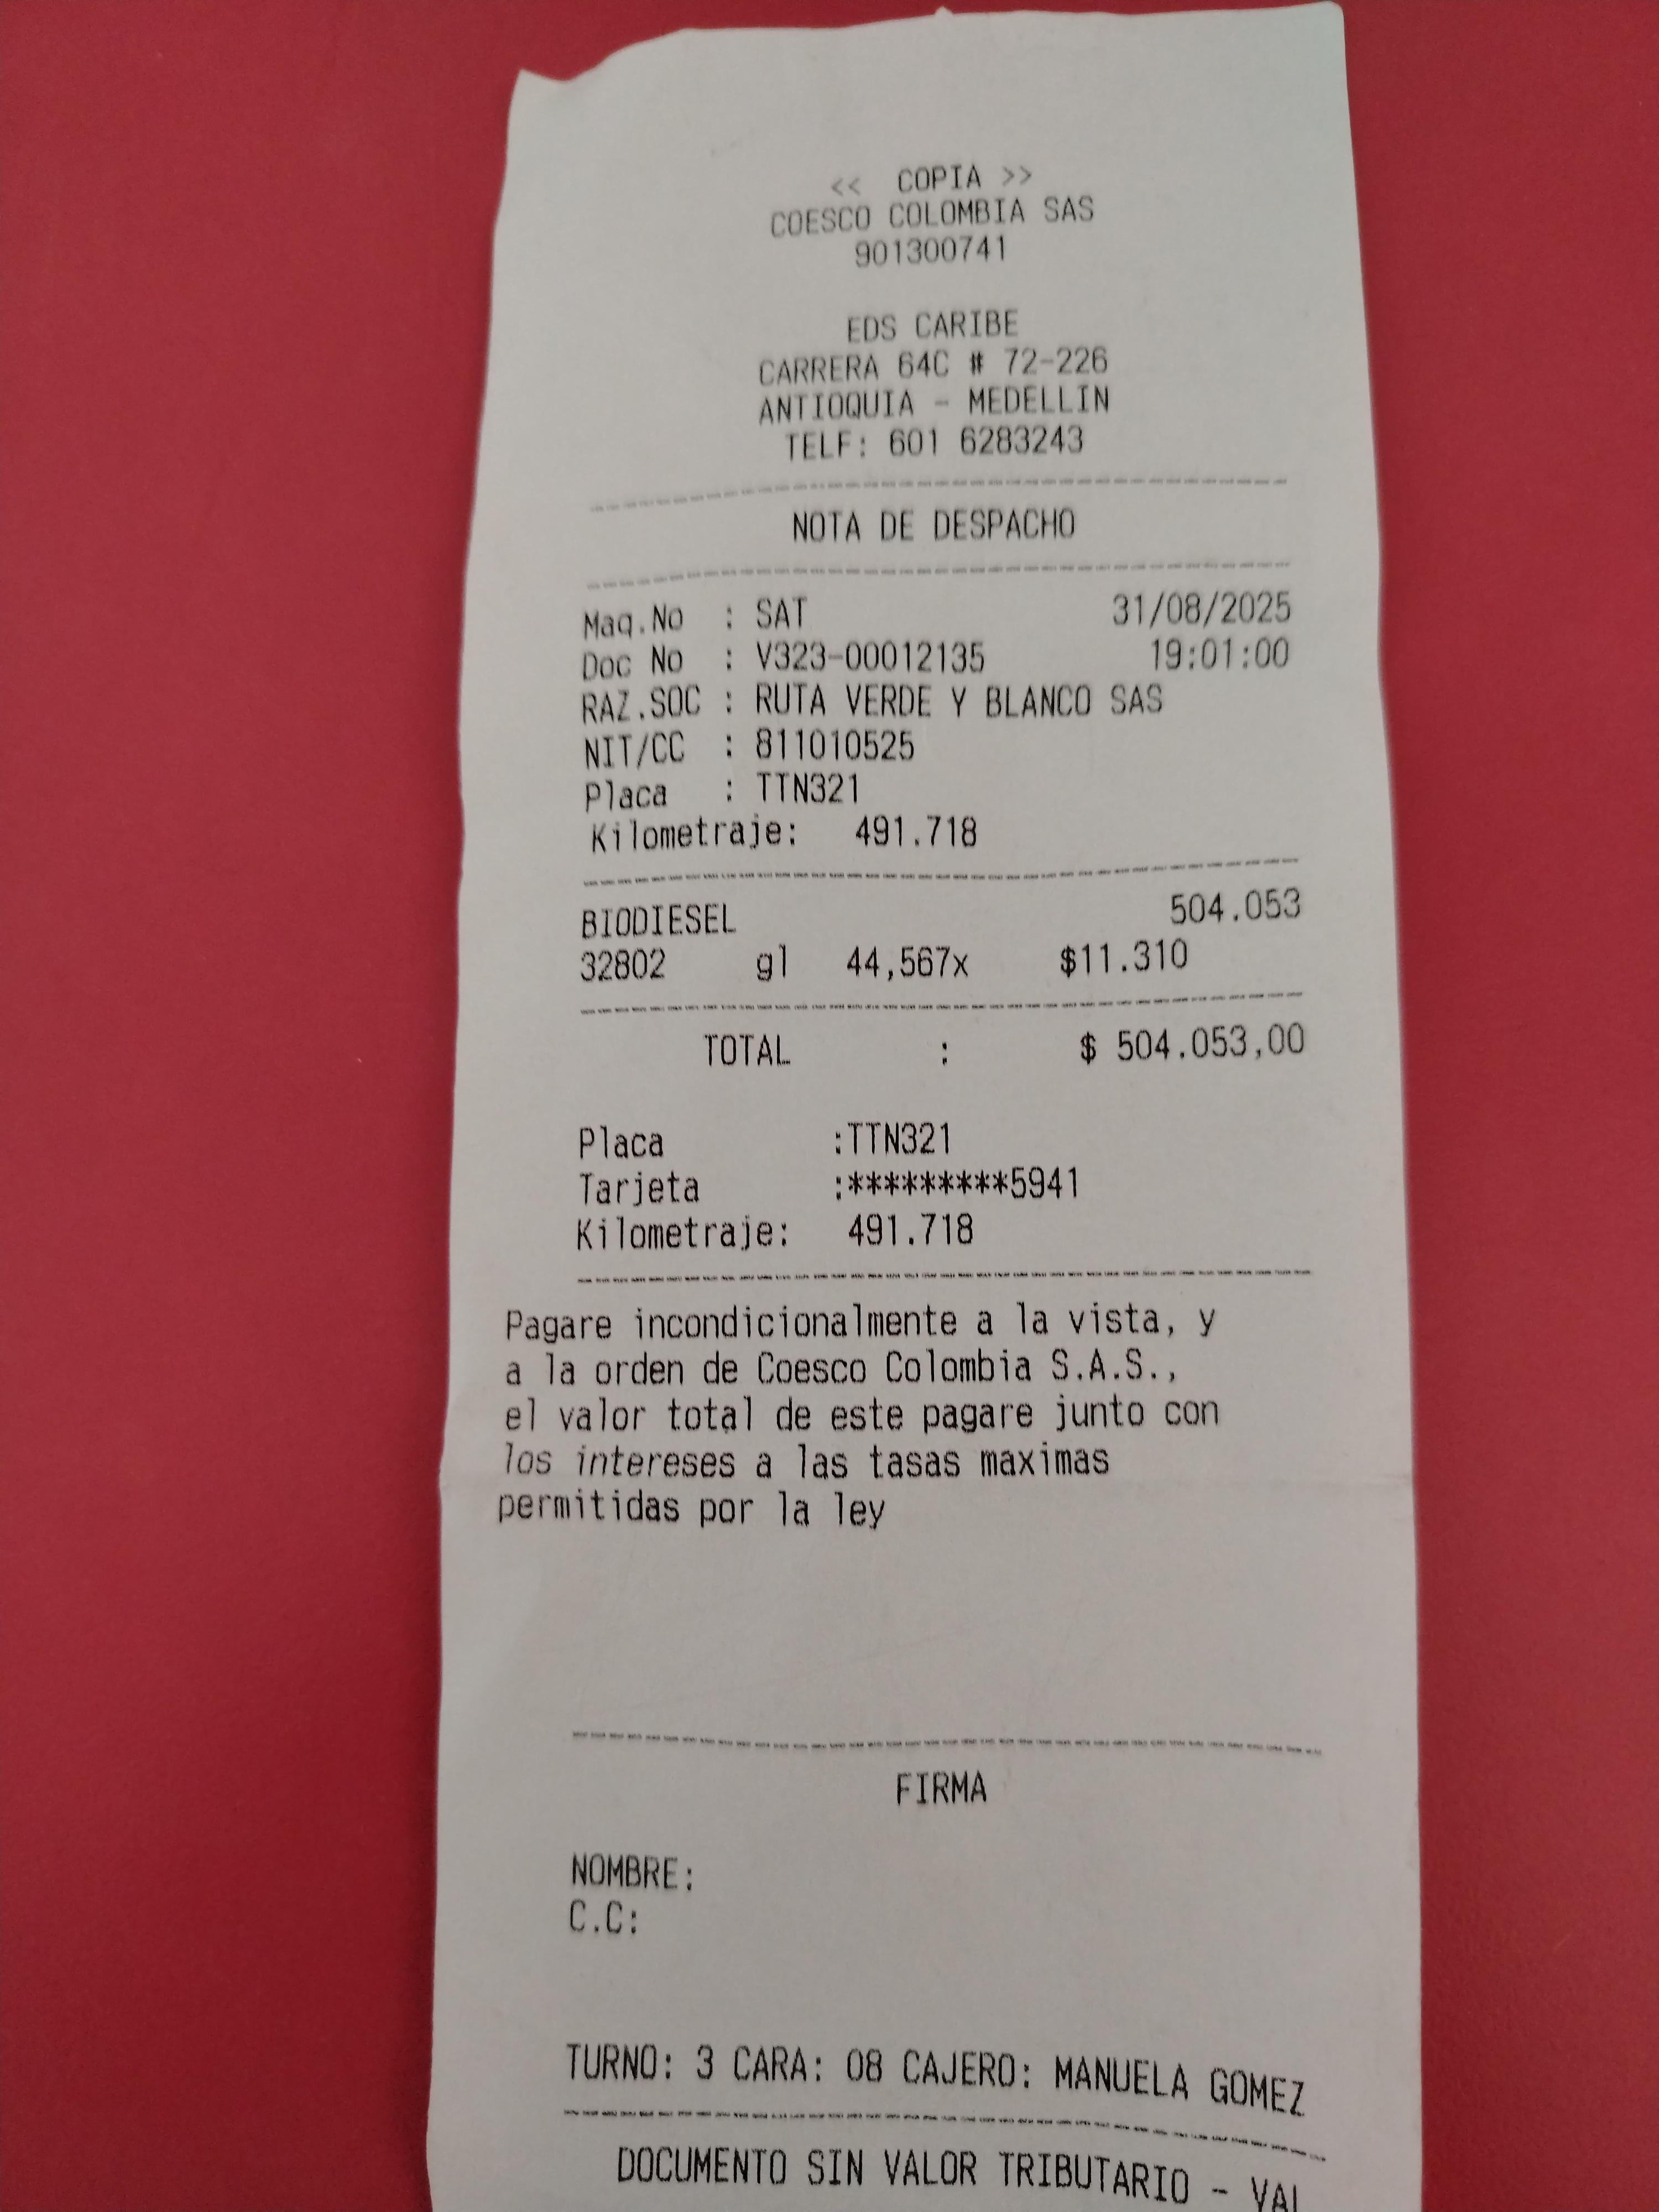 << COPIA >>
COESCO COLOMBIA SAS
901300741
EDS CARIBE
CARRERA 64C # 72-226
ANTIOQUIA - MEDELLIN
TELF: 601 6283243
NOTA DE DESPACHO
Maq.No : SAT 31/08/2025
Doc No : V323-00012135 19:01:00
RAZ.SOC : RUTA VERDE Y BLANCO SAS
NIT/CC : 811010525
Placa : TTN321
Kilometraje: 491.718
BIODIESEL 504.053
32802 gl 44,567x $11.310
TOTAL : $ 504.053,00
Placa :TTN321
Tarjeta :*********5941
Kilometraje: 491.718
Pagare incondicionalmente a la vista, y
a la orden de Coesco Colombia S.A.S.,
el valor total de este pagare junto con
los intereses a las tasas maximas
permitidas por la ley
FIRMA
NOMBRE:
C.C:
TURNO: 3 CARA: 08 CAJERO: MANUELA GOMEZ
DOCUMENTO SIN VALOR TRIBUTARIO -